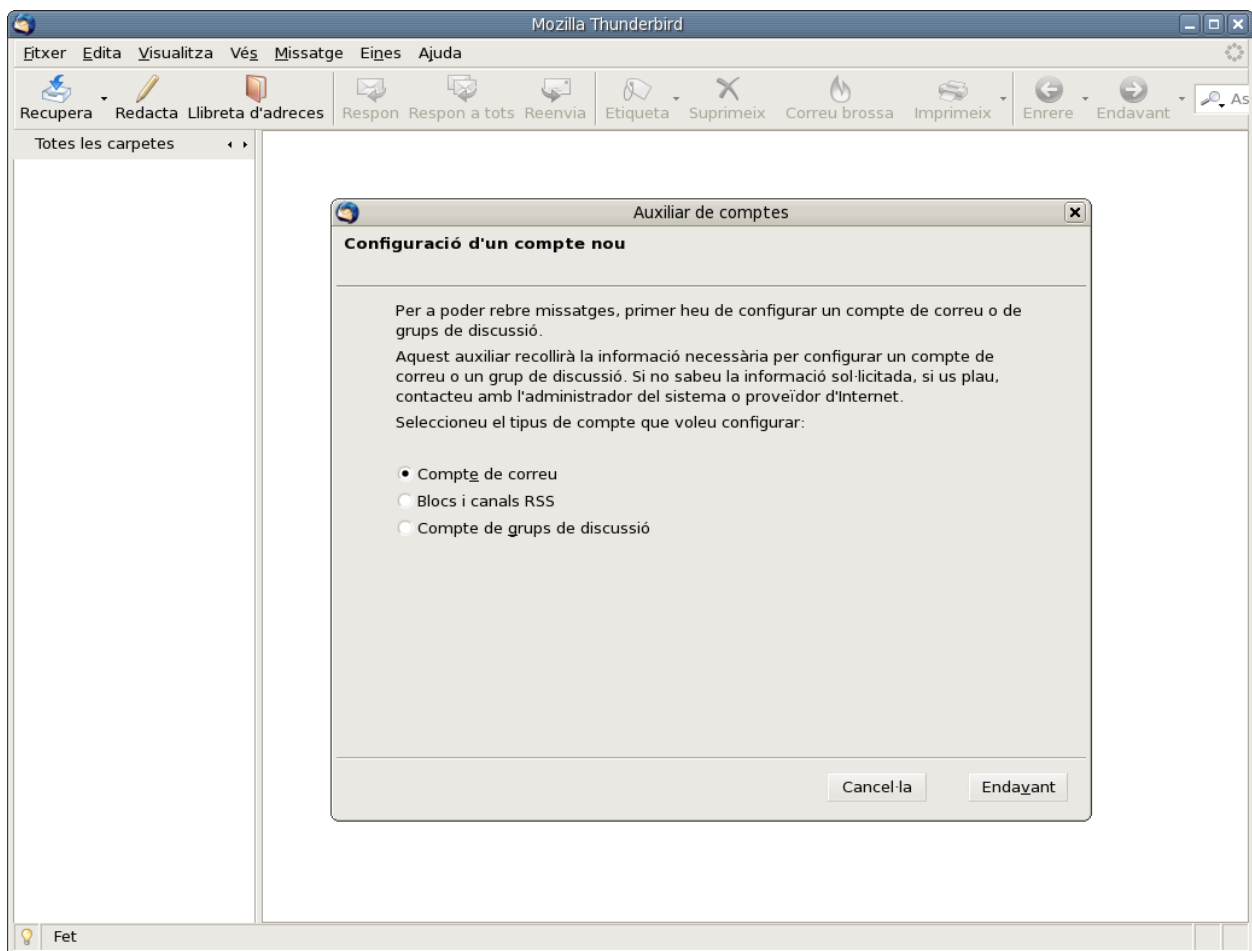 Mozilla Thunderbird
Fitxer Edita Visualitza Vés Missatge Eines Ajuda
Recupera Redacta Llibreta d'adreces Respon Respon a tots Reenvia Etiqueta Suprimeix Correu brossa Imprimeix Enrere Endavant As
Totes les carpetes
Auxiliar de comptes
Configuració d'un compte nou
Per a poder rebre missatges, primer heu de configurar un compte de correu o de
grups de discussió.
Aquest auxiliar recollirà la informació necessària per configurar un compte de
correu o un grup de discussió. Si no sabeu la informació sol·licitada, si us plau,
contacteu amb l'administrador del sistema o proveïdor d'Internet.
Seleccioneu el tipus de compte que voleu configurar:
Compte de correu
Blocs i canals RSS
Compte de grups de discussió
Cancel·la Endavant
Fet